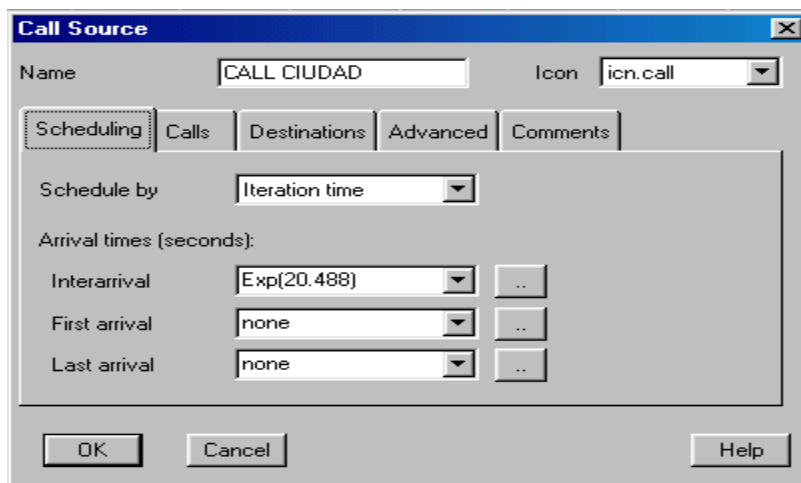 Call Source
Name CALL CIUDAD Icon icn.call
Scheduling Calls Destinations Advanced Comments
Schedule by Iteration time
Arrival times (seconds):
Interarrival Exp(20.488) ..
First arrival none ..
Last arrival none ..
OK Cancel Help